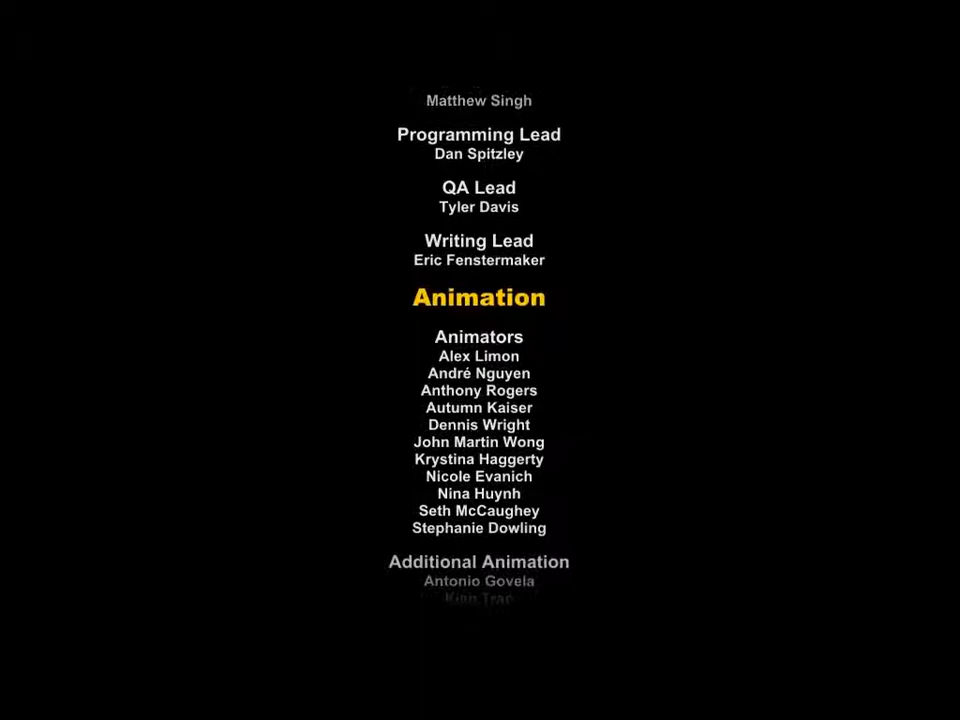 Matthew Singh
Programming Lead
Dan Spitzley
QA Lead
Tyler Davis
Writing Lead
Eric Fenstermaker
Animation
Animators
Alex Limon
André Nguyen
Anthony Rogers
Autumn Kaiser
Dennis Wright
John Martin Wong
Krystina Haggerty
Nicole Evanich
Nina Huynh
Seth McCaughey
Stephanie Dowling
Additional Animation
Antonio Govela
Tran